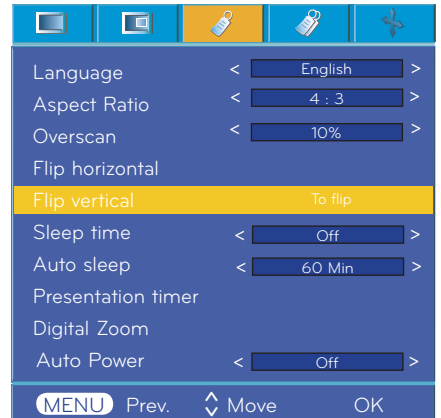 Language < English >
Aspect Ratio < 4 : 3 >
Overscan < 10% >
Flip horizontal
Flip vertical To flip
Sleep time < Off >
Auto sleep < 60 Min >
Presentation timer
Digital Zoom
Auto Power < Off >
MENU Prev. Move OK